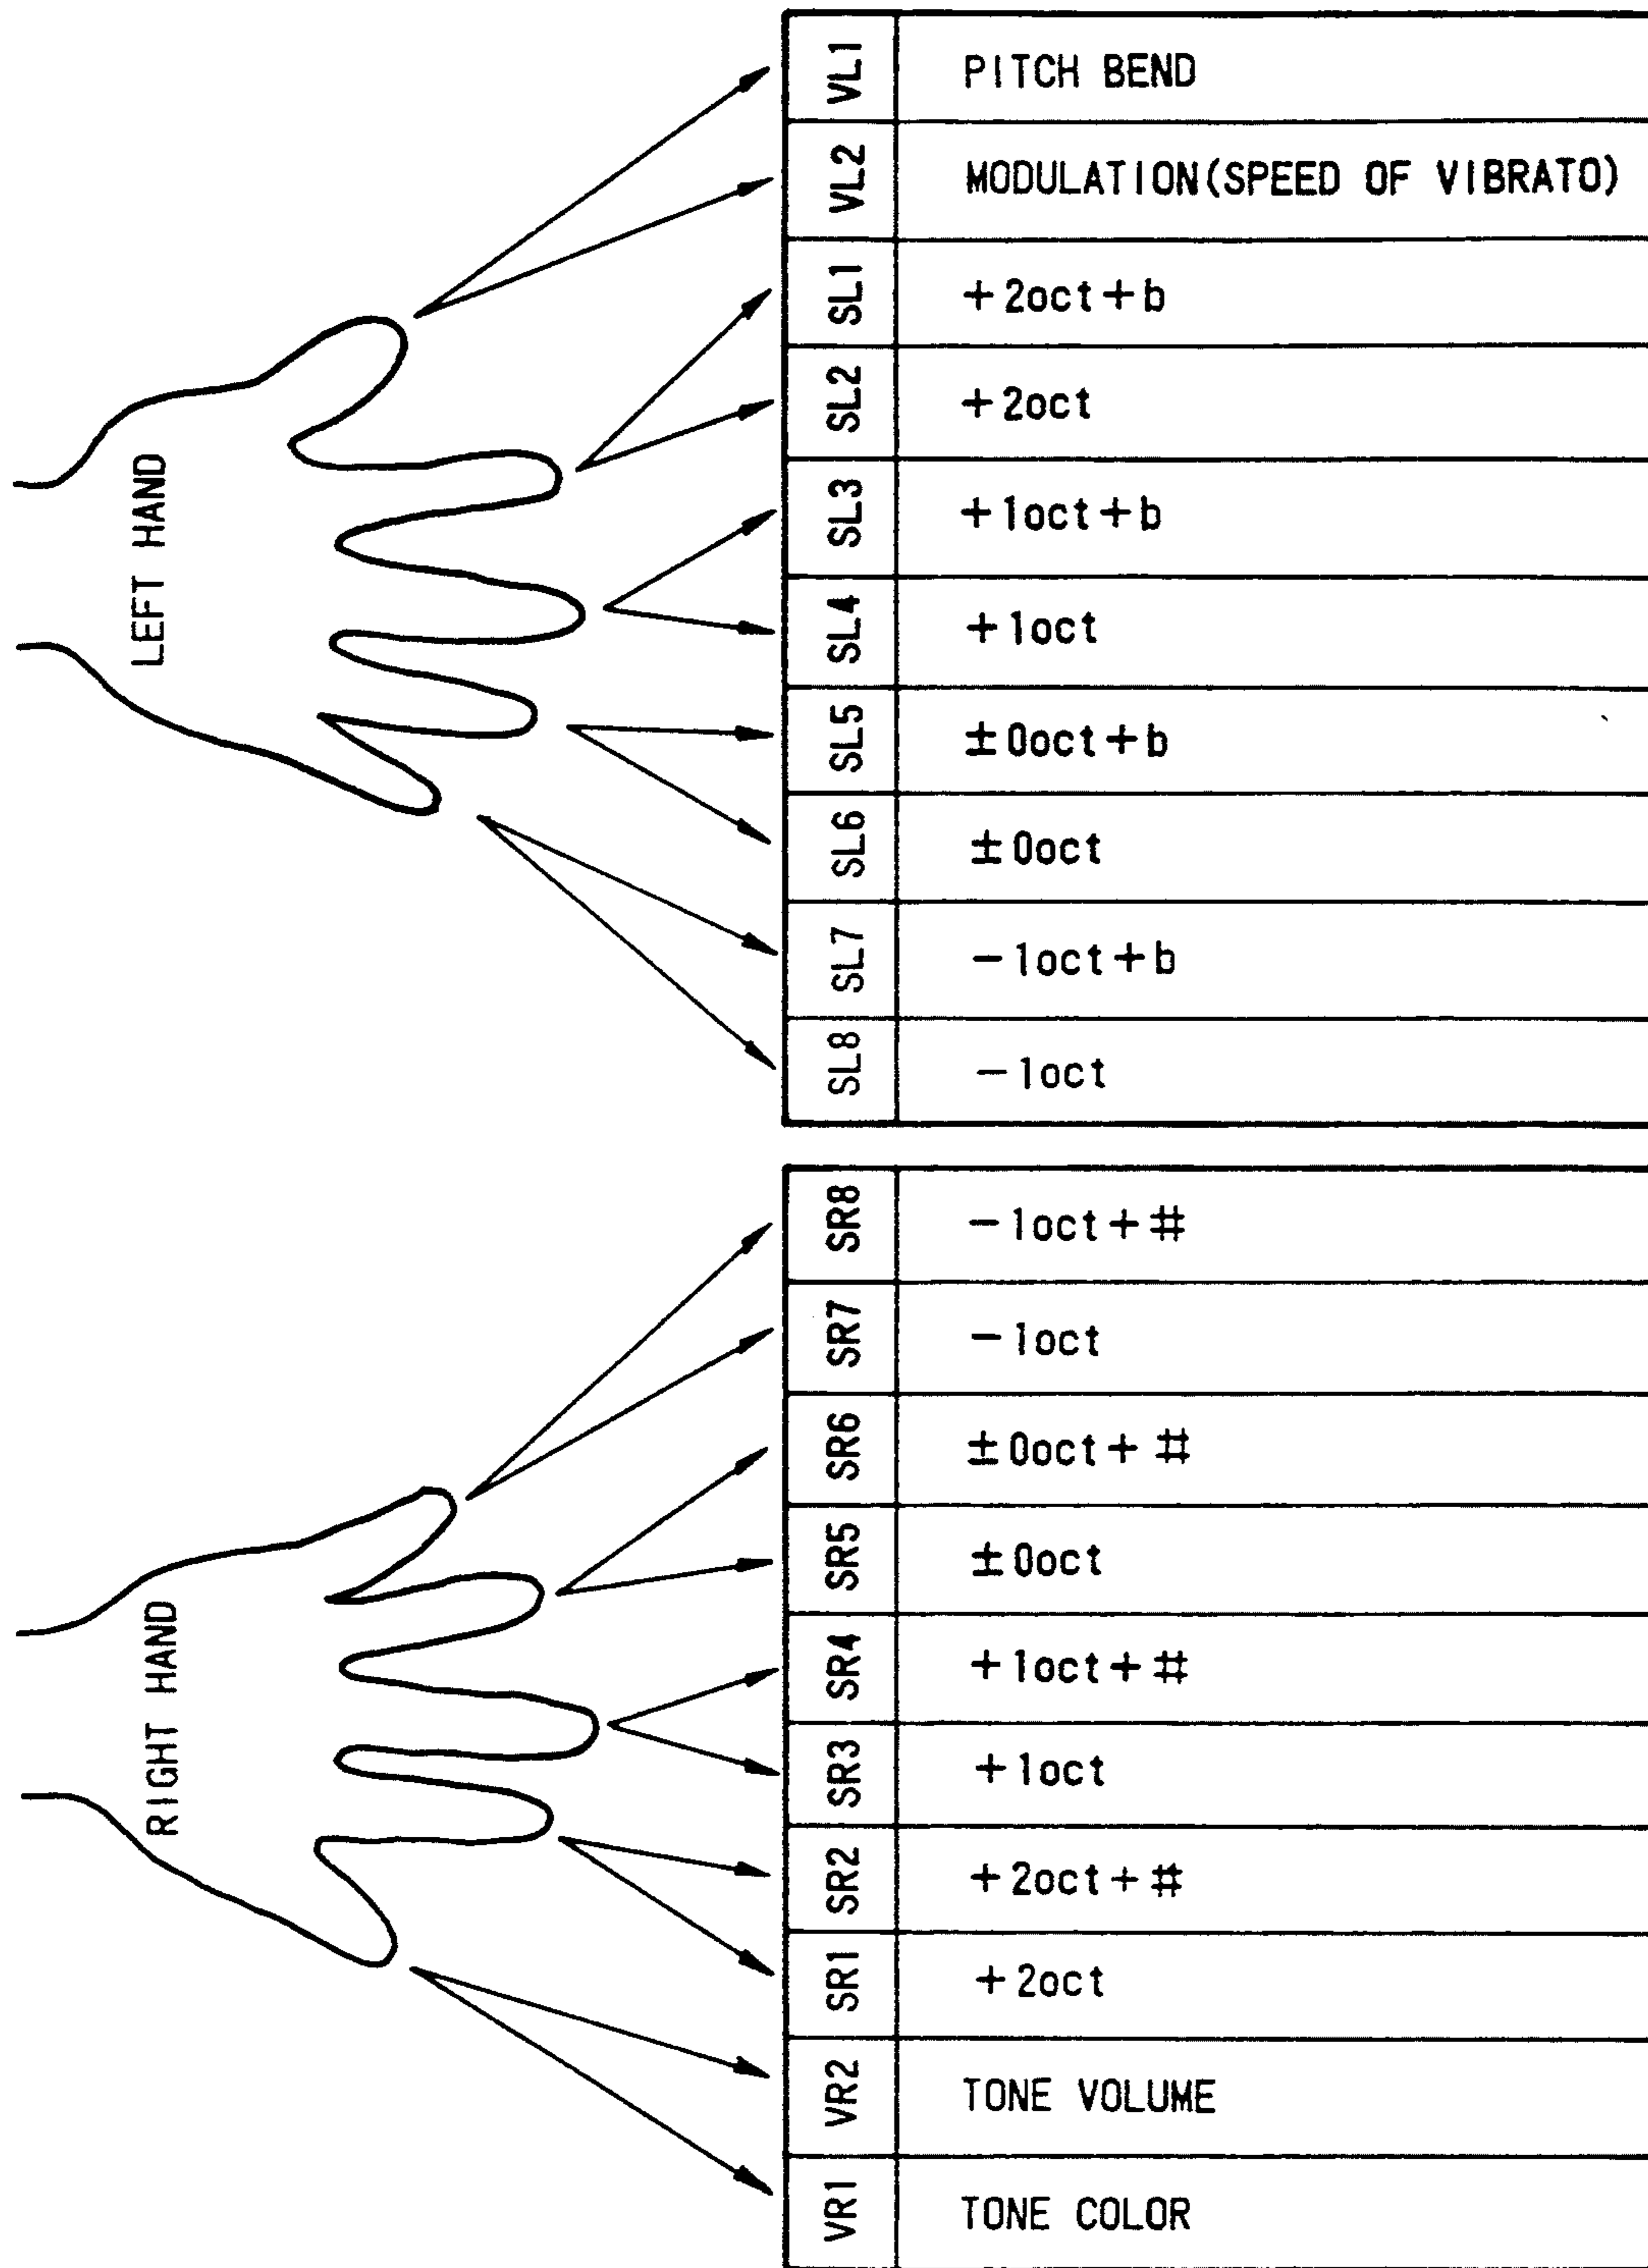 LEFT HAND
VL1 PITCH BEND
VL2 MODULATION(SPEED OF VIBRATO)
SL1 +2oct+b
SL2 +2oct
SL3 +1oct+b
SL4 +1oct
SL5 ±0oct+b
SL6 ±0oct
SL7 -1oct+b
SL8 -1oct
RIGHT HAND
SR8 -1oct+#
SR7 -1oct
SR6 ±0oct+#
SR5 ±0oct
SR4 +1oct+#
SR3 +1oct
SR2 +2oct+#
SR1 +2oct
VR2 TONE VOLUME
VR1 TONE COLOR